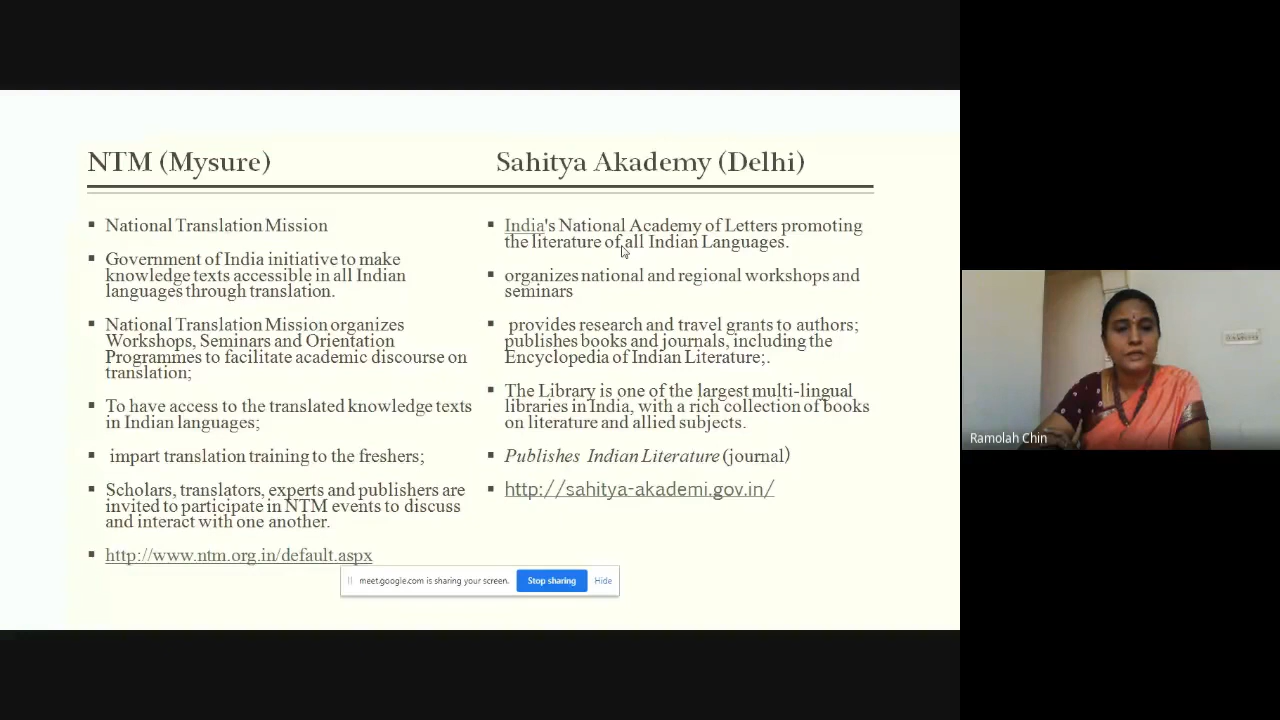 NTM (Mysure)
National Translation Mission
Government of India initiative to make
knowledge texts accessible in all Indian
languages through translation.
National Translation Mission organizes
Workshops, Seminars and Orientation
Programmes to facilitate academic discourse on
translation;
To have access to the translated knowledge texts
in Indian languages;
impart translation training to the freshers;
Scholars, translators, experts and publishers are
invited to participate in NTM events to discuss
and interact with one another.
http://www.ntm.org.in/default.aspx
Sahitya Akademy (Delhi)
India's National Academy of Letters promoting
the literature of all Indian Languages.
organizes national and regional workshops and
seminars
provides research and travel grants to authors;
publishes books and journals, including the
Encyclopedia of Indian Literature;.
The Library is one of the largest multi-lingual
libraries in India, with a rich collection of books
on literature and allied subjects.
Publishes Indian Literature (journal)
http://sahitya-akademi.gov.in/
meet.google.com is sharing your screen.
Stop sharing
Hide
Ramolah Chin